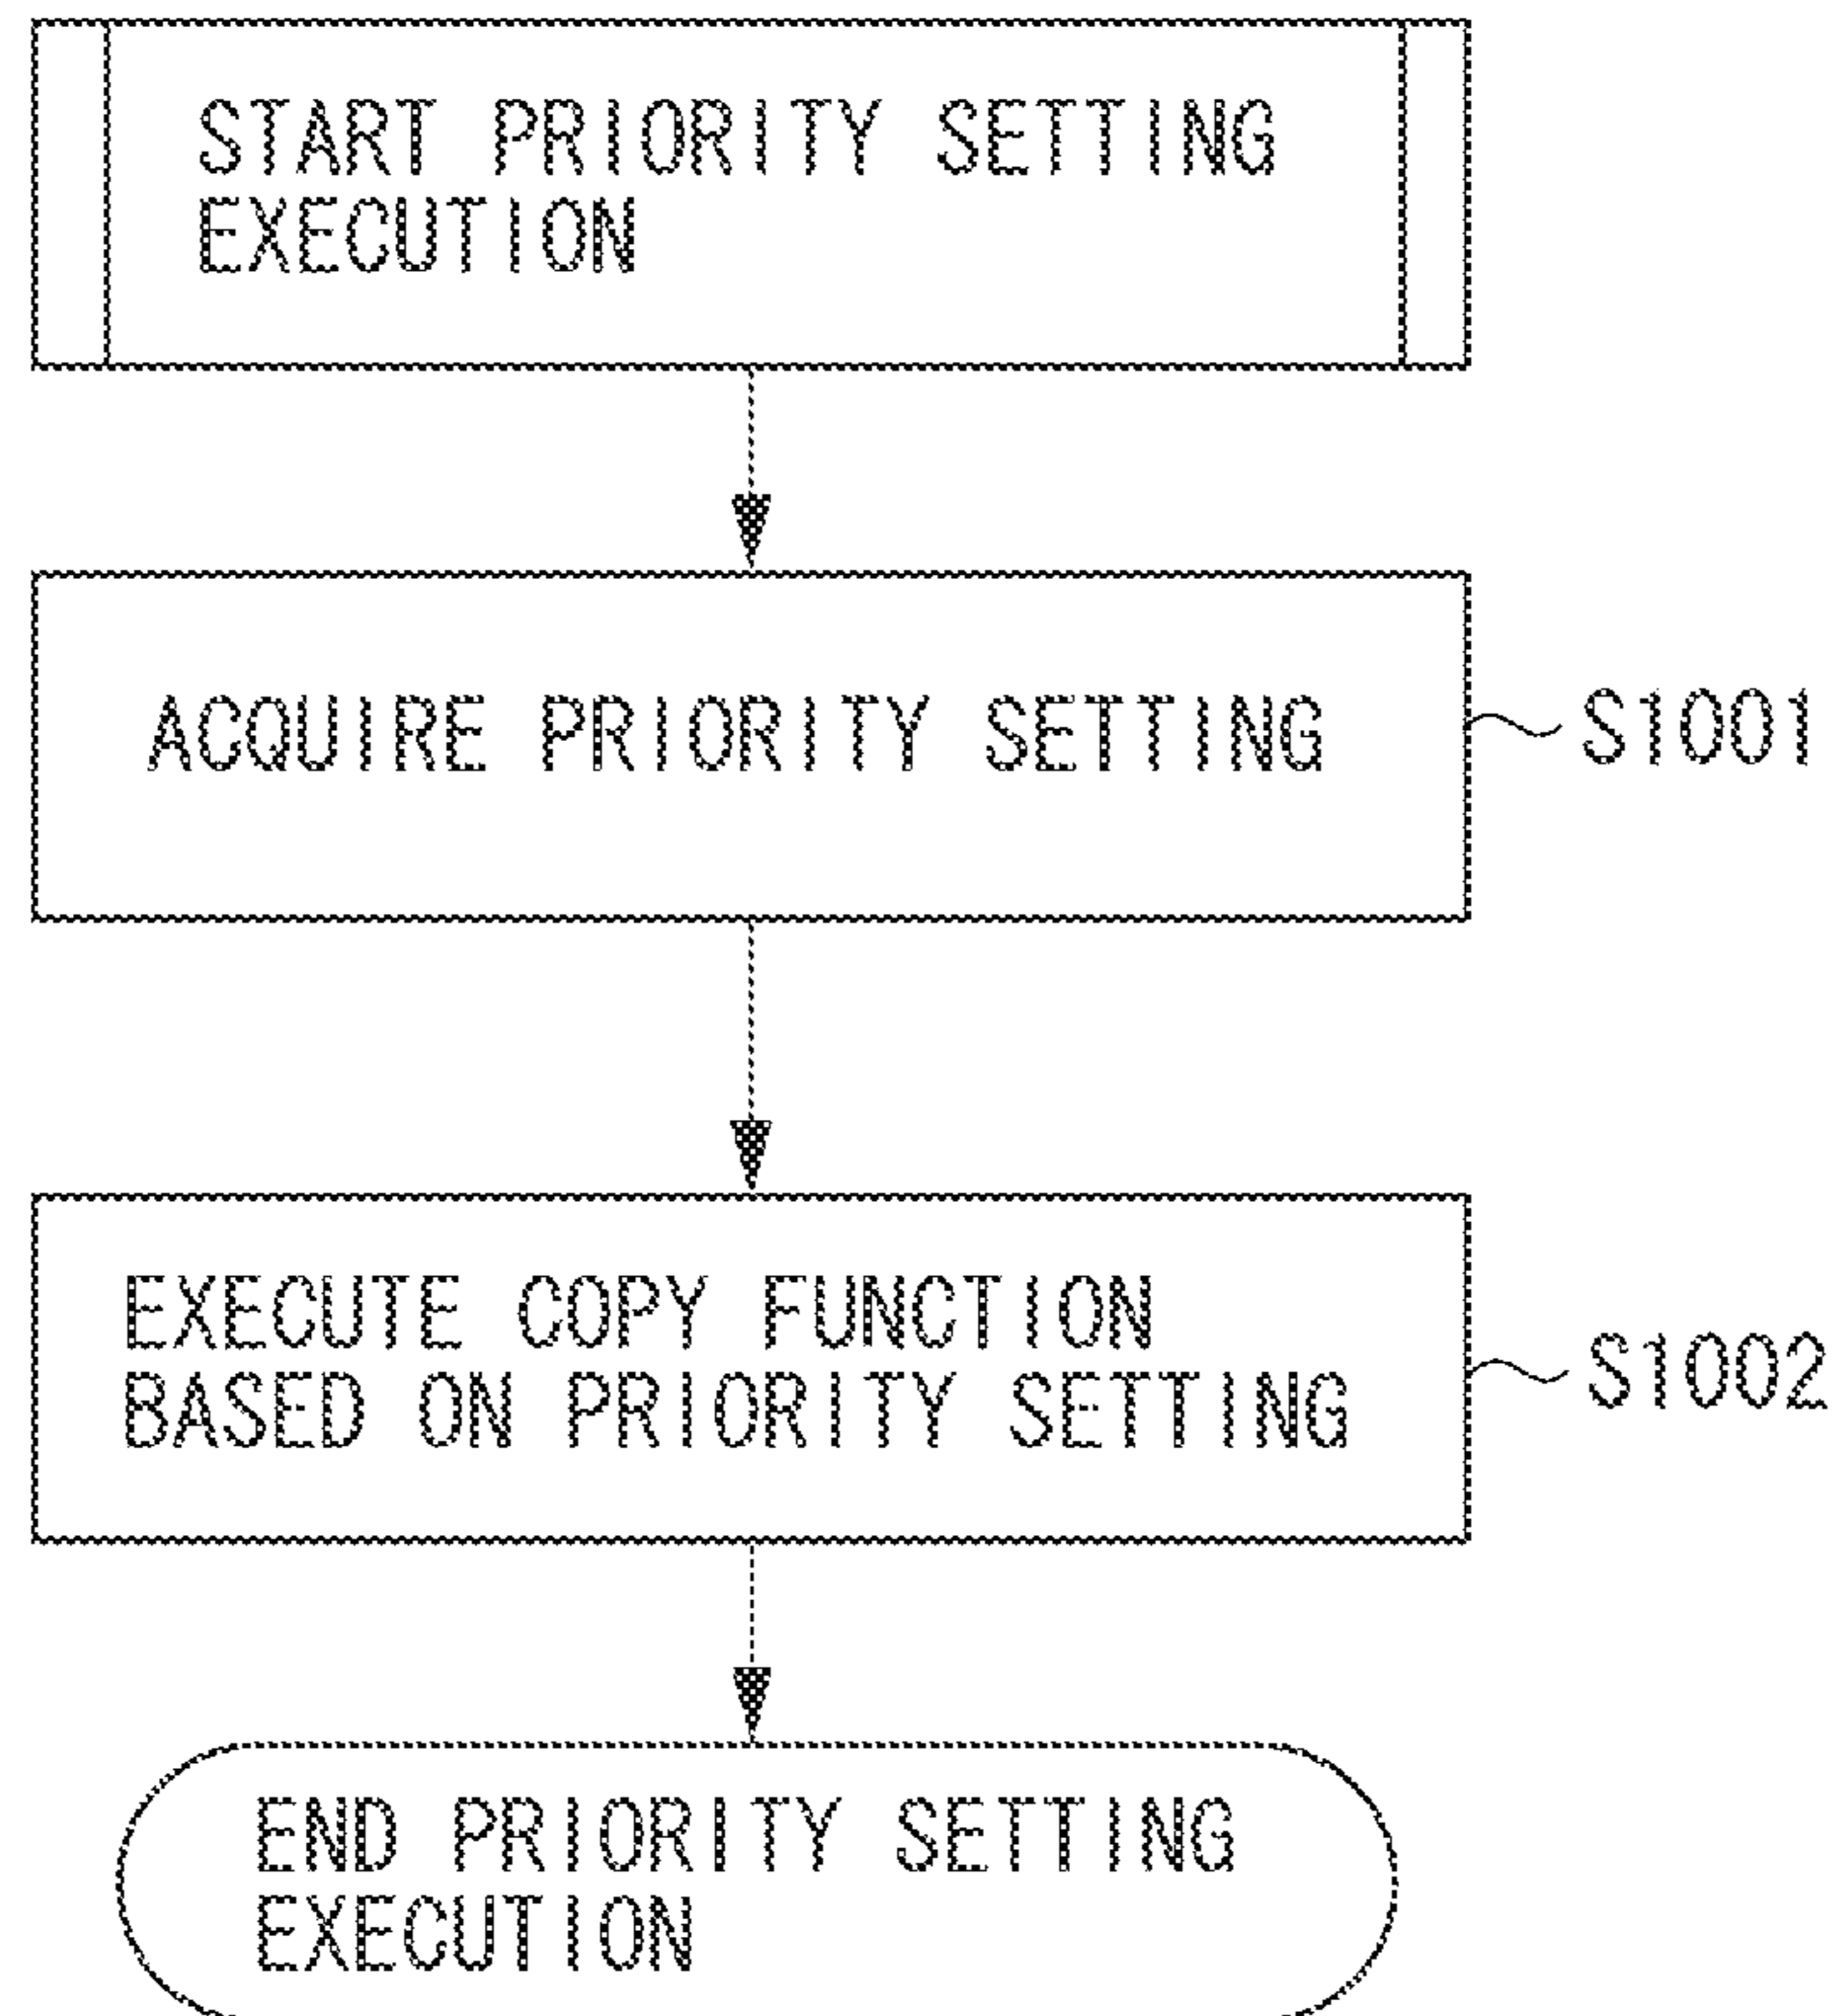 START PRIORITY SETTING
EXECUTION
ACQUIRE PRIORITY SETTING
S1001
EXECUTE COPY FUNCTION
BASED ON PRIORITY SETTING
S1002
END PRIORITY SETTING
EXECUTION